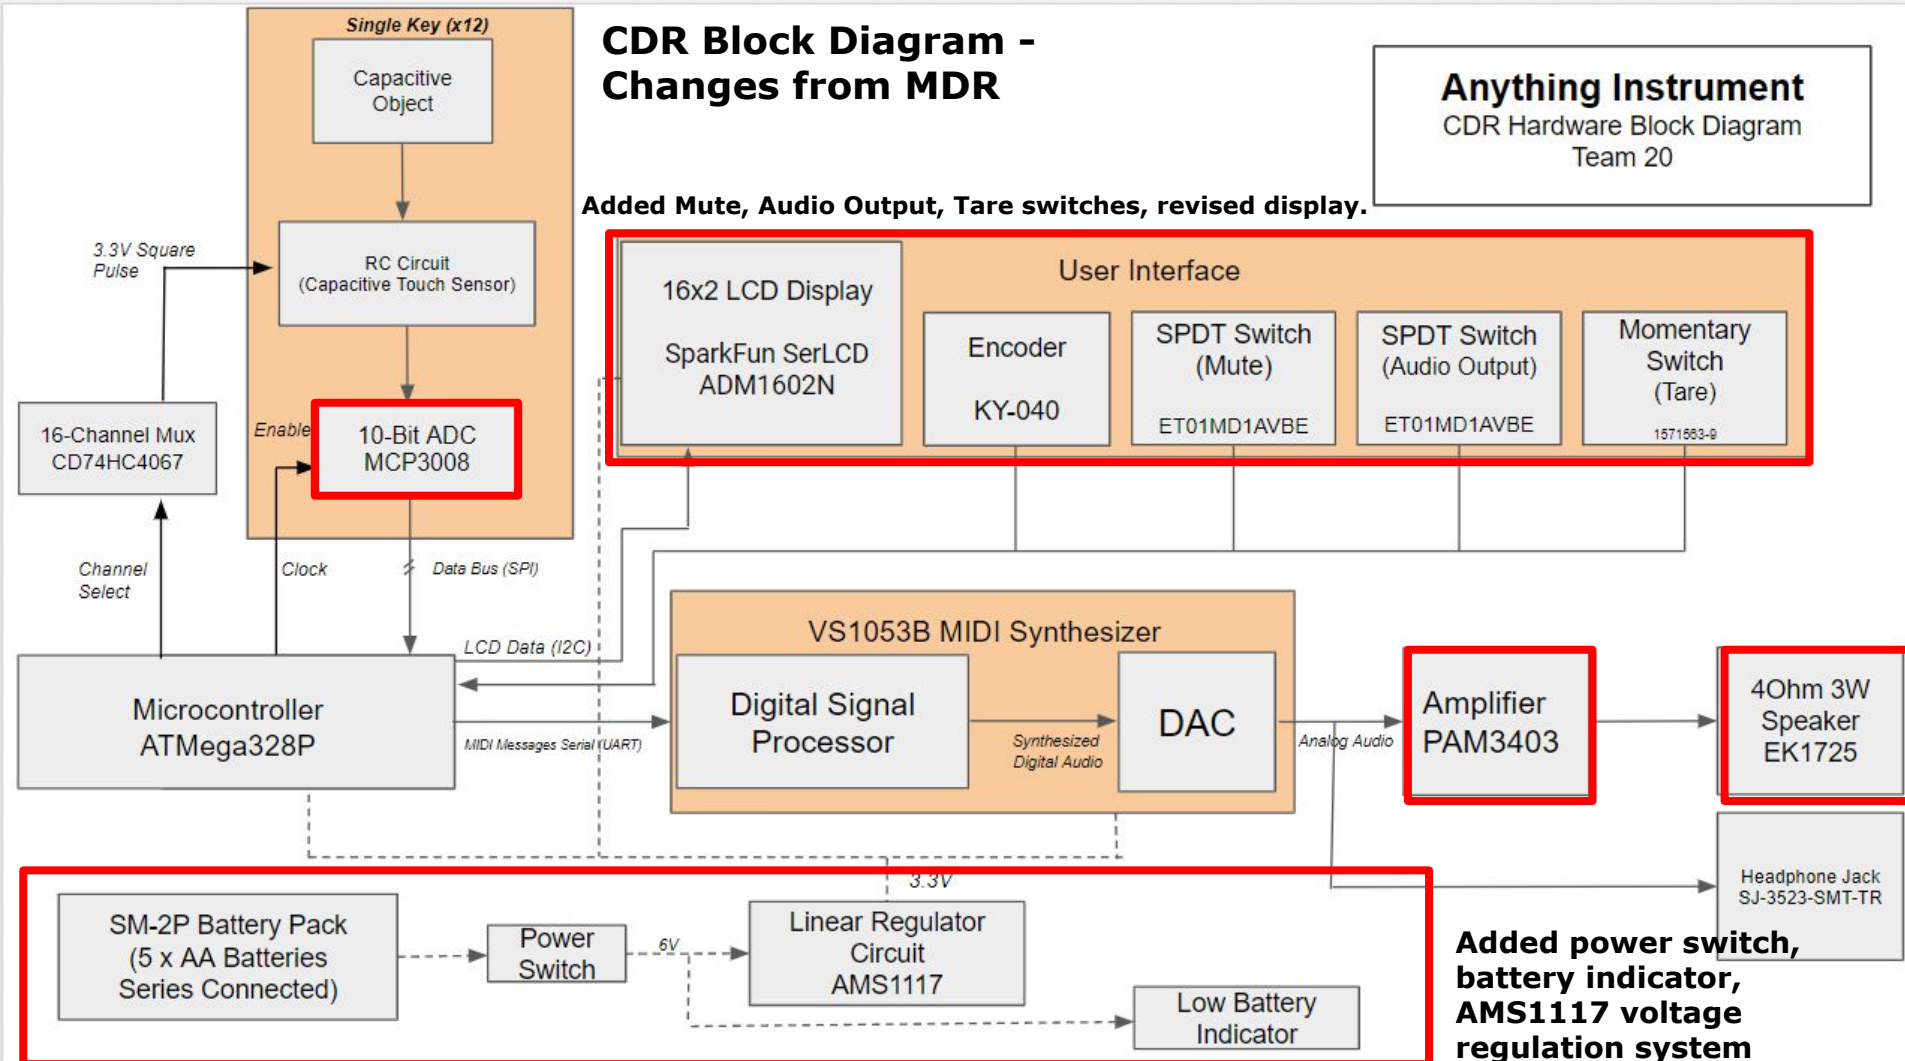 CDR Block Diagram -
Changes from MDR
Anything Instrument
CDR Hardware Block Diagram
Team 20
Single Key (x12)
Capacitive
Object
3.3V Square
Pulse
RC Circuit
(Capacitive Touch Sensor)
16-Channel Mux
CD74HC4067
Enable
10-Bit ADC
MCP3008
Channel
Select
Clock
Data Bus (SPI)
Added Mute, Audio Output, Tare switches, revised display.
User Interface
16x2 LCD Display
SparkFun SerLCD
ADM1602N
Encoder
KY-040
SPDT Switch
(Mute)
ET01MD1AVBE
SPDT Switch
(Audio Output)
ET01MD1AVBE
Momentary
Switch
(Tare)
1571563-9
LCD Data (I2C)
Microcontroller
ATMega328P
MIDI Messages Serial (UART)
VS1053B MIDI Synthesizer
Digital Signal
Processor
Synthesized
Digital Audio
DAC
Analog Audio
Amplifier
PAM3403
4Ohm 3W
Speaker
EK1725
Headphone Jack
SJ-3523-SMT-TR
3.3V
SM-2P Battery Pack
(5 x AA Batteries
Series Connected)
Power
Switch
6V
Linear Regulator
Circuit
AMS1117
Low Battery
Indicator
Added power switch,
battery indicator,
AMS1117 voltage
regulation system